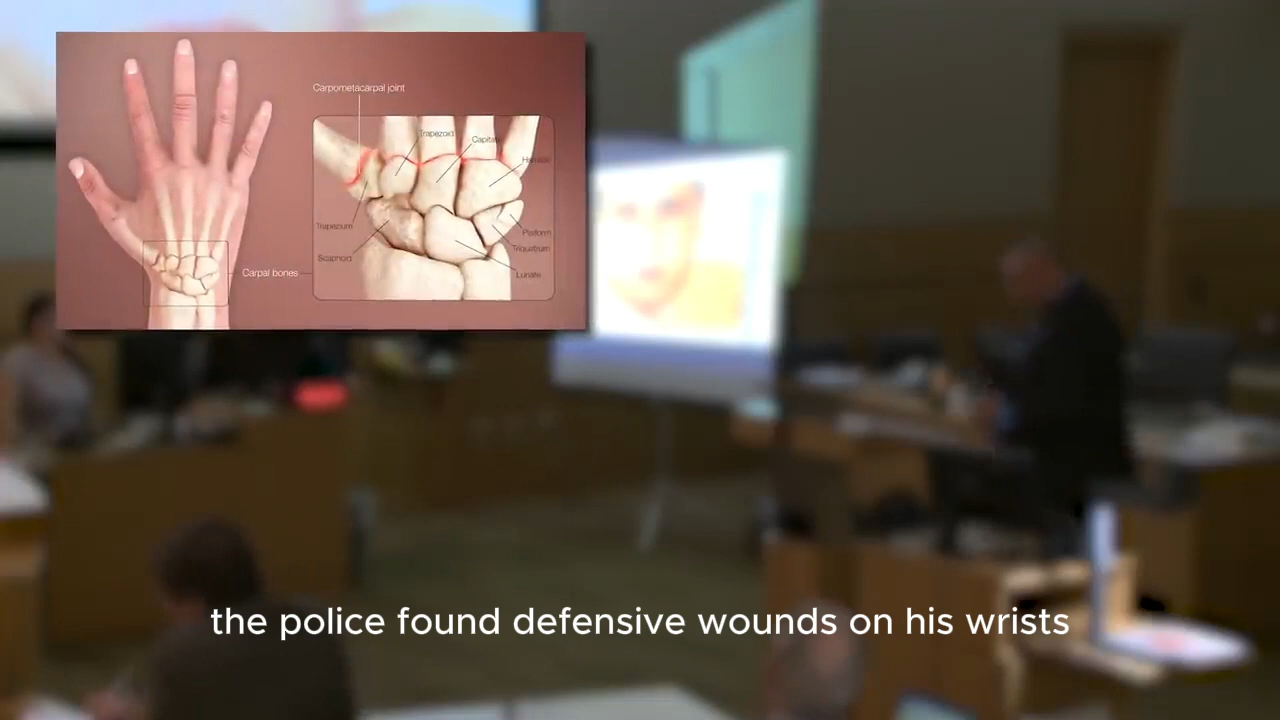 Carpometacarpal joint
Trapezoid
Capitate
Hamate
Trapezium
Pisiform
Triquetrum
Scaphoid
Carpal bones
Lunate
the police found defensive wounds on his wrists